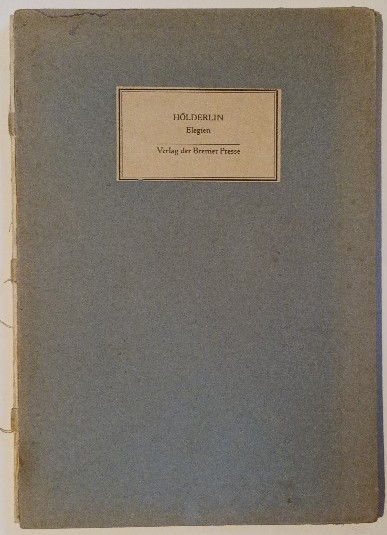 HÖLDERLIN
Elegien
Verlag der Bremer Presse